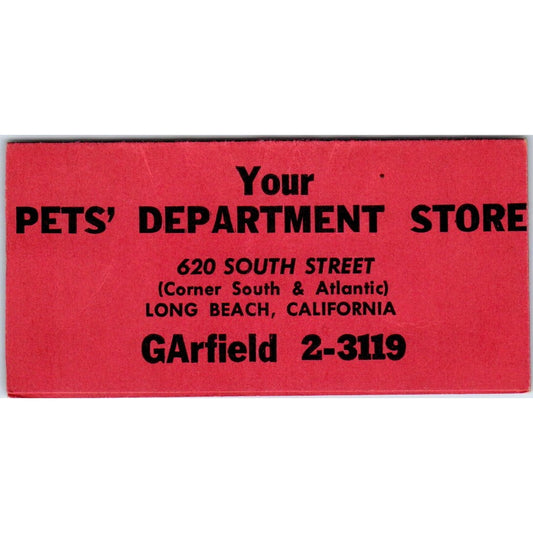 Your
PETS' DEPARTMENT STORE
620 SOUTH STREET
(Corner South & Atlantic)
LONG BEACH, CALIFORNIA
GArfield 2-3119